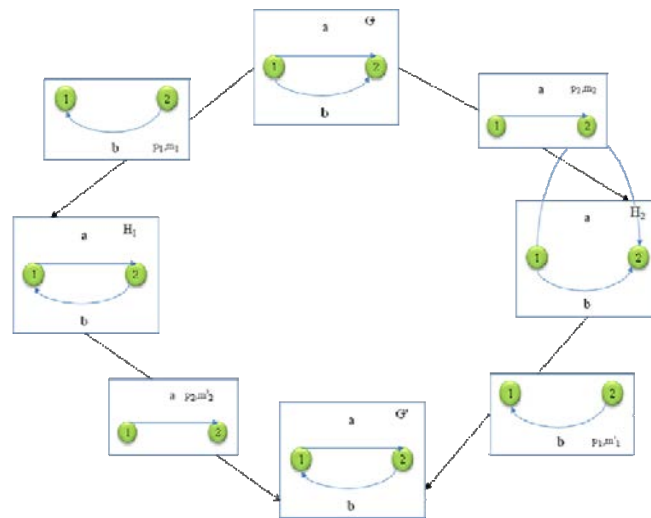 a G
1 2
b
1 2
b p₁,m₁
a p₂,m₂
1 2
a H₁
1 2
b
a H₂
1 2
b
a p₂,m'₂
1 2
a G'
1 2
b
1 2
b p₁,m'₁